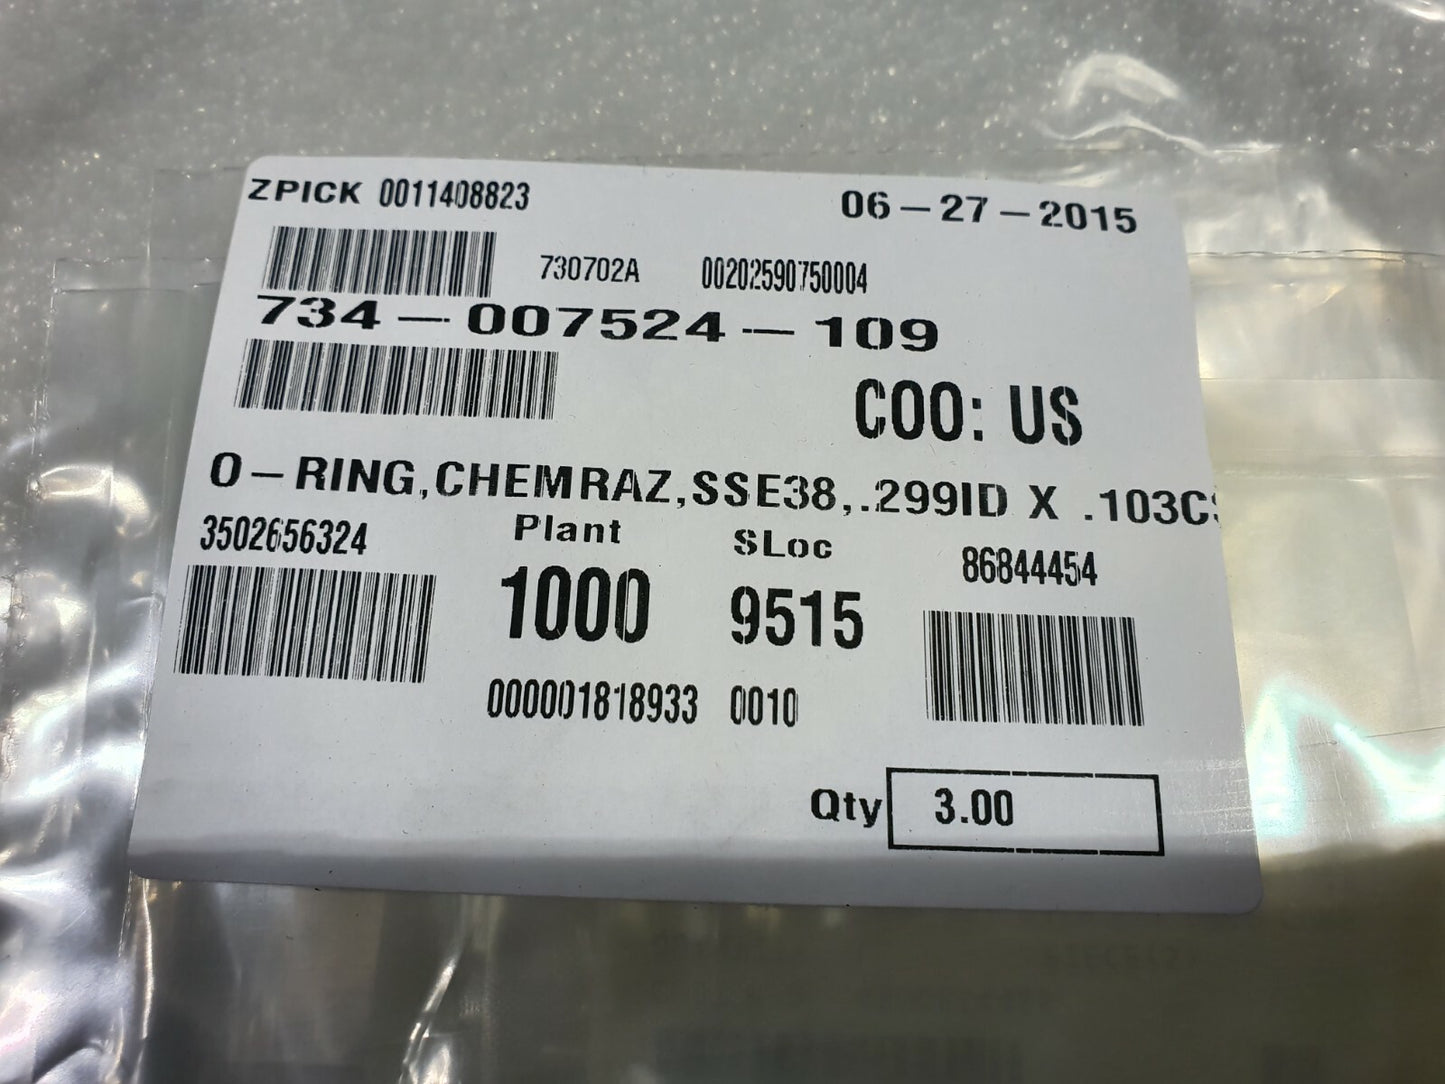 ZPICK 0011408823 06-27-2015
730702A 00202590750004
734-007524-109
COO: US
O-RING,CHEMRAZ,SSE38,.299ID X .103CS
3502656324 Plant SLoc 86844454
1000 9515
000001818933 0010
Qty 3.00